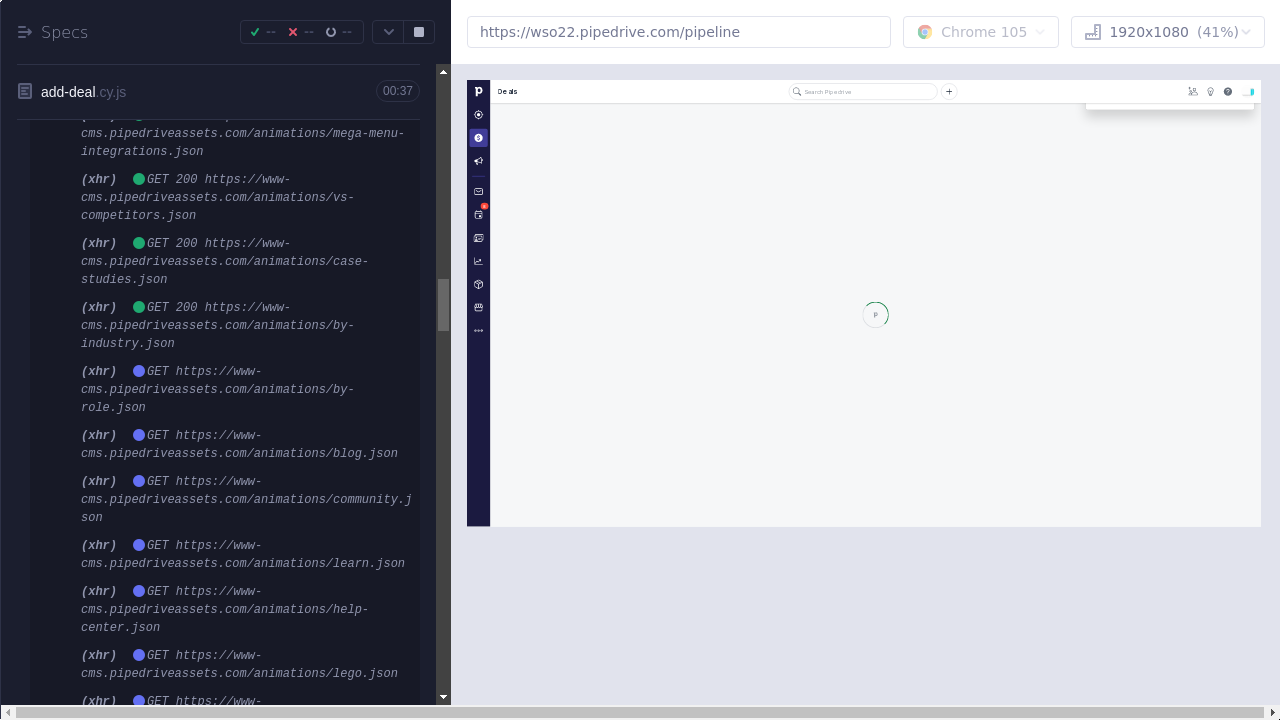 Specs
--
--
--
https://wso22.pipedrive.com/pipeline
Chrome 105
1920x1080 (41%)
add-deal.cy.js
00:37
cms.pipedriveassets.com/animations/mega-menu-
integrations.json
(xhr) GET 200 https://www-
cms.pipedriveassets.com/animations/vs-
competitors.json
(xhr) GET 200 https://www-
cms.pipedriveassets.com/animations/case-
studies.json
(xhr) GET 200 https://www-
cms.pipedriveassets.com/animations/by-
industry.json
(xhr) GET https://www-
cms.pipedriveassets.com/animations/by-
role.json
(xhr) GET https://www-
cms.pipedriveassets.com/animations/blog.json
(xhr) GET https://www-
cms.pipedriveassets.com/animations/community.j
son
(xhr) GET https://www-
cms.pipedriveassets.com/animations/learn.json
(xhr) GET https://www-
cms.pipedriveassets.com/animations/help-
center.json
(xhr) GET https://www-
cms.pipedriveassets.com/animations/lego.json
(xhr) GET https://www-
p
Deals
Search Pipedrive
+
p